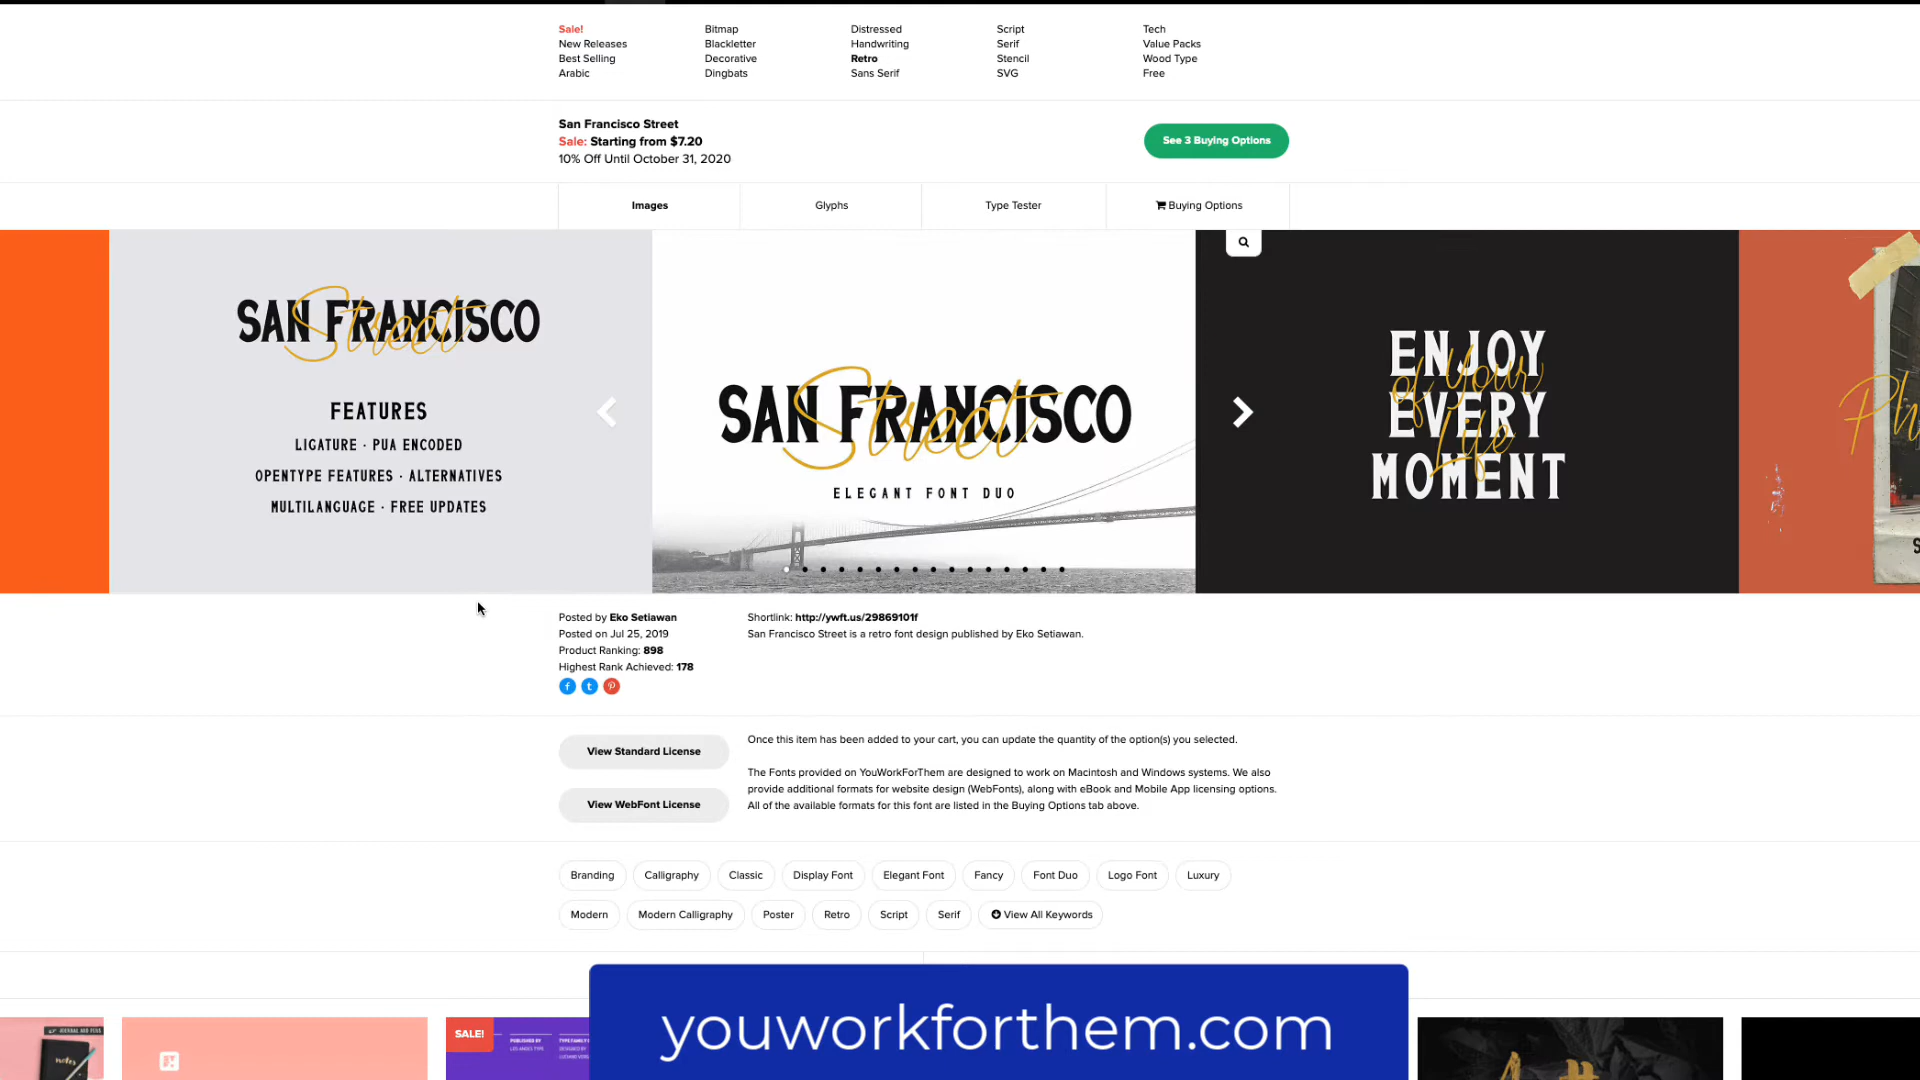 Sale!
New Releases
Best Selling
Arabic
Bitmap
Blackletter
Decorative
Dingbats
Distressed
Handwriting
Retro
Sans Serif
Script
Serif
Stencil
SVG
Tech
Value Packs
Wood Type
Free
San Francisco Street
Sale: Starting from $7.20
10% Off Until October 31, 2020
See 3 Buying Options
Images
Glyphs
Type Tester
Buying Options
SAN FRANCISCO
Street
FEATURES
LIGATURE · PUA ENCODED
OPENTYPE FEATURES · ALTERNATIVES
MULTILANGUAGE · FREE UPDATES
SAN FRANCISCO
Street
ELEGANT FONT DUO
ENJOY
of Your
EVERY
Life
MOMENT
Posted by Eko Setiawan
Posted on Jul 25, 2019
Product Ranking: 898
Highest Rank Achieved: 178
Shortlink: http://ywft.us/29869101f
San Francisco Street is a retro font design published by Eko Setiawan.
View Standard License
View WebFont License
Once this item has been added to your cart, you can update the quantity of the option(s) you selected.
The Fonts provided on YouWorkForThem are designed to work on Macintosh and Windows systems. We also
provide additional formats for website design (WebFonts), along with eBook and Mobile App licensing options.
All of the available formats for this font are listed in the Buying Options tab above.
Branding
Calligraphy
Classic
Display Font
Elegant Font
Fancy
Font Duo
Logo Font
Luxury
Modern
Modern Calligraphy
Poster
Retro
Script
Serif
View All Keywords
notes
SALE!
PUBLISHED BY
youworkforthem.com